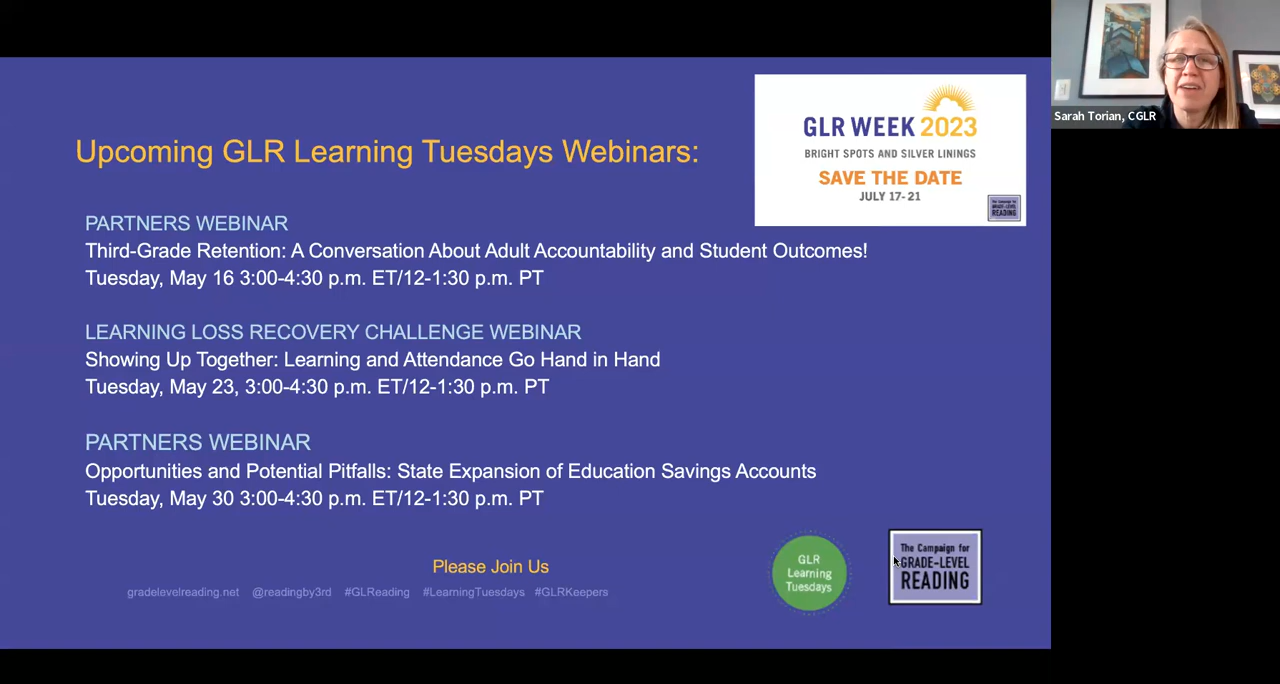 GLR WEEK 2023
BRIGHT SPOTS AND SILVER LININGS
SAVE THE DATE
JULY 17-21
The Campaign for
GRADE-LEVEL
READING
Sarah Torian, CGLR
Upcoming GLR Learning Tuesdays Webinars:
PARTNERS WEBINAR
Third-Grade Retention: A Conversation About Adult Accountability and Student Outcomes!
Tuesday, May 16 3:00-4:30 p.m. ET/12-1:30 p.m. PT
LEARNING LOSS RECOVERY CHALLENGE WEBINAR
Showing Up Together: Learning and Attendance Go Hand in Hand
Tuesday, May 23, 3:00-4:30 p.m. ET/12-1:30 p.m. PT
PARTNERS WEBINAR
Opportunities and Potential Pitfalls: State Expansion of Education Savings Accounts
Tuesday, May 30 3:00-4:30 p.m. ET/12-1:30 p.m. PT
Please Join Us
gradelevelreading.net @readingby3rd #GLReading #LearningTuesdays #GLRKeepers
GLR
Learning
Tuesdays
The Campaign for
GRADE-LEVEL
READING